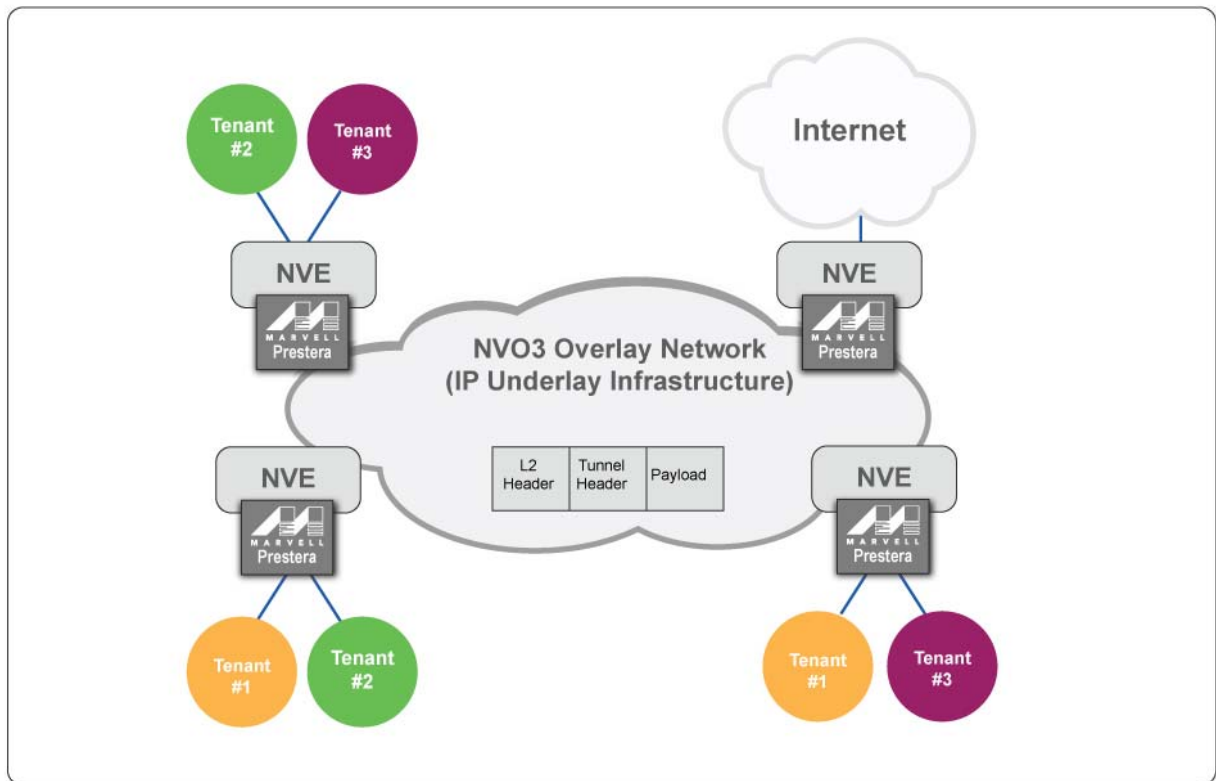 Tenant
#2
Tenant
#3
Internet
NVE
MARVELL
Prestera
NVE
MARVELL
Prestera
NVO3 Overlay Network
(IP Underlay Infrastructure)
L2
Header
Tunnel
Header
Payload
NVE
MARVELL
Prestera
NVE
MARVELL
Prestera
Tenant
#1
Tenant
#2
Tenant
#1
Tenant
#3